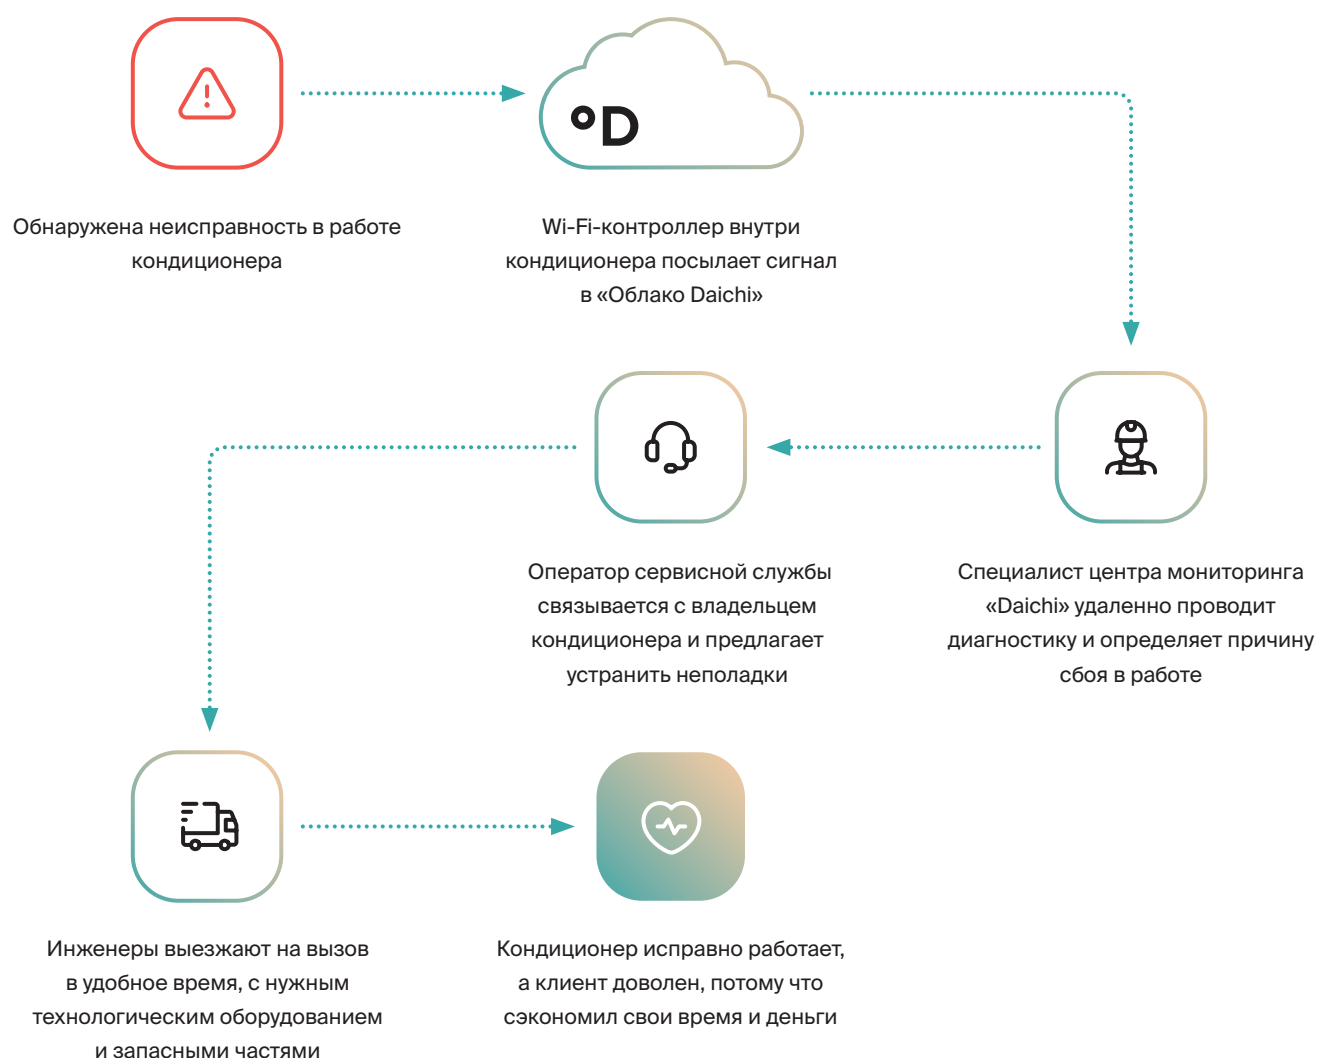 °D
Обнаружена неисправность в работе
кондиционера
Wi-Fi-контроллер внутри
кондиционера посылает сигнал
в «Облако Daichi»
Специалист центра мониторинга
«Daichi» удаленно проводит
диагностику и определяет причину
сбоя в работе
Оператор сервисной службы
связывается с владельцем
кондиционера и предлагает
устранить неполадки
Инженеры выезжают на вызов
в удобное время, с нужным
технологическим оборудованием
и запасными частями
Кондиционер исправно работает,
а клиент доволен, потому что
сэкономил свои время и деньги